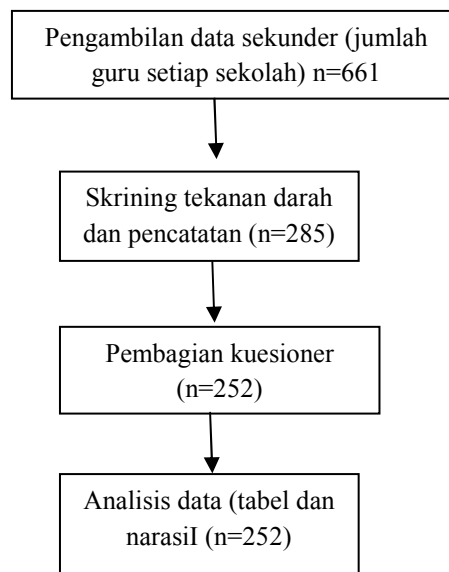 Pengambilan data sekunder (jumlah
guru setiap sekolah) n=661
Skrining tekanan darah
dan pencatatan (n=285)
Pembagian kuesioner
(n=252)
Analisis data (tabel dan
narasiI (n=252)